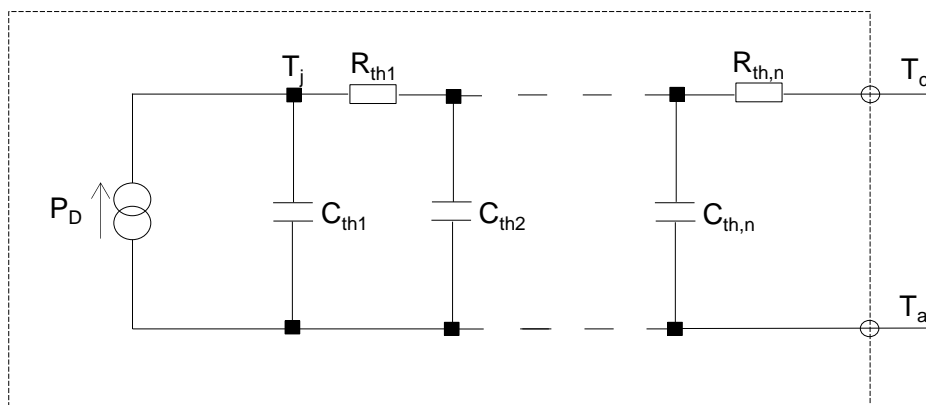 T_j
R_th1
R_th,n
T_c
P_D
C_th1
C_th2
C_th,n
T_a